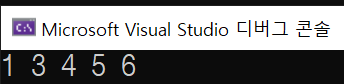 Microsoft Visual Studio 디버그 콘솔
1 3 4 5 6